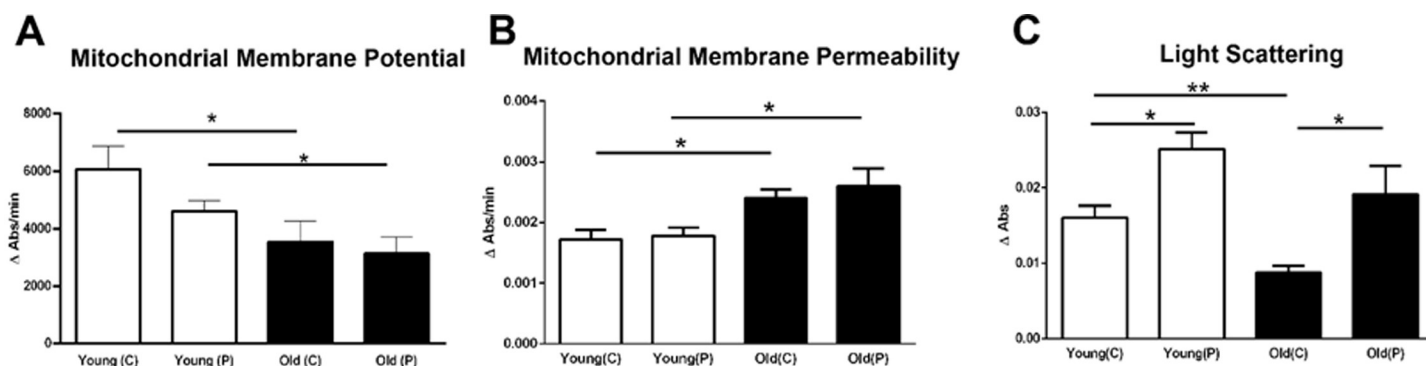 A
Mitochondrial Membrane Potential
8000
6000
4000
2000
0
Δ Abs/min
*
*
Young (C)
Young (P)
Old (C)
Old (P)
B
Mitochondrial Membrane Permeability
0.004
0.003
0.002
0.001
0.000
Δ Abs/min
*
*
Young(C)
Young(P)
Old(C)
Old(P)
C
Light Scattering
0.03
0.02
0.01
0.00
Δ Abs
**
*
*
Young(C)
Young(P)
Old(C)
Old(P)